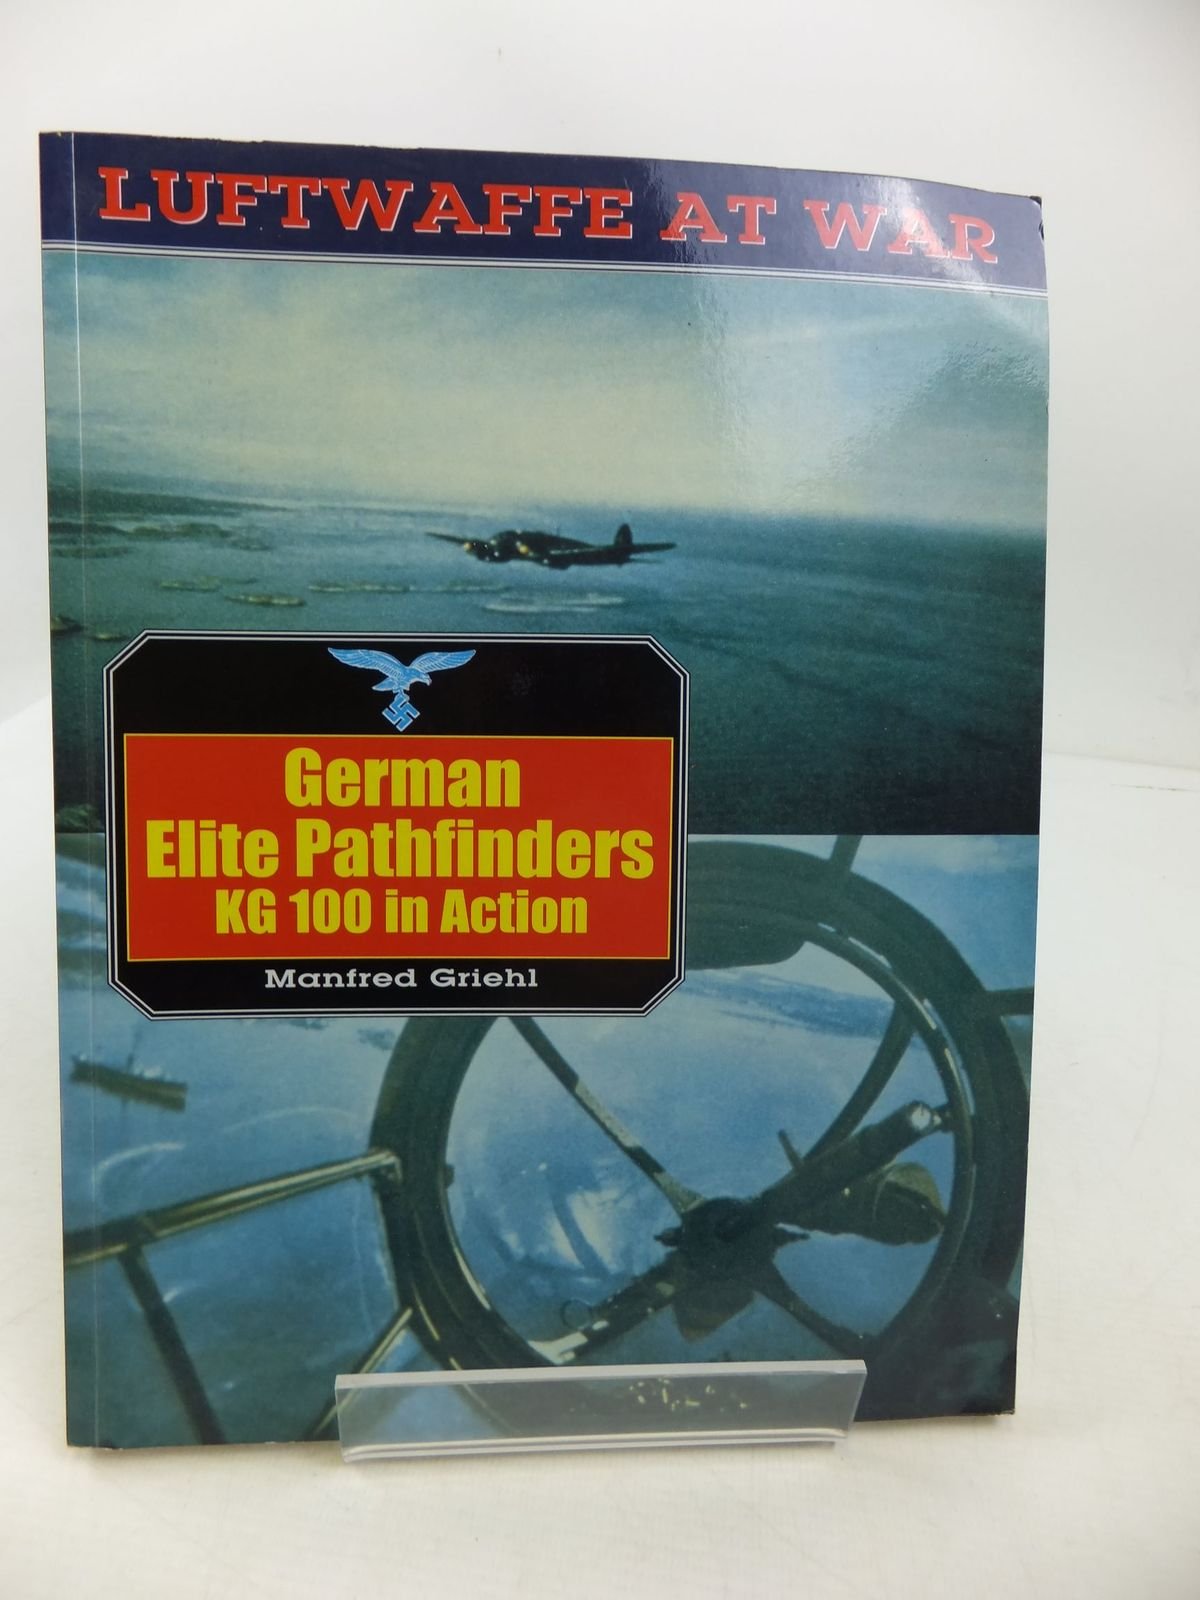 LUFTWAFFE AT WAR
German
Elite Pathfinders
KG 100 in Action
Manfred Griehl